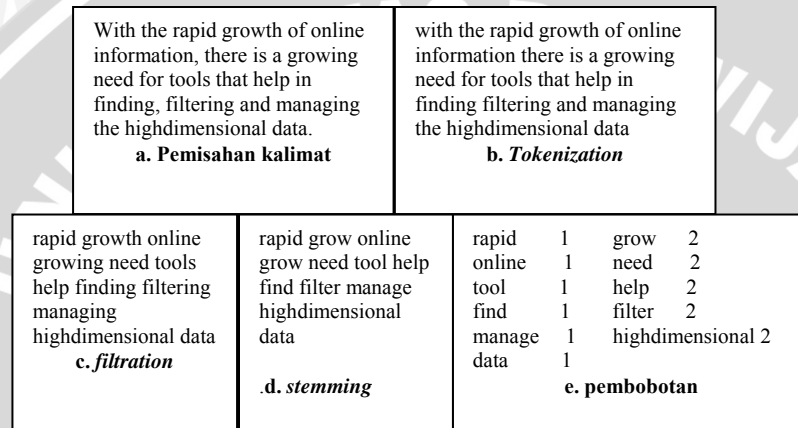 With the rapid growth of online
information, there is a growing
need for tools that help in
finding, filtering and managing
the highdimensional data.
a. Pemisahan kalimat
with the rapid growth of online
information there is a growing
need for tools that help in
finding filtering and managing
the highdimensional data
b. Tokenization
rapid growth online
growing need tools
help finding filtering
managing
highdimensional data
c. filtration
rapid grow online
grow need tool help
find filter manage
highdimensional
data
.d. stemming
rapid 1 grow 2
online 1 need 2
tool 1 help 2
find 1 filter 2
manage 1 highdimensional 2
data 1
e. pembobotan